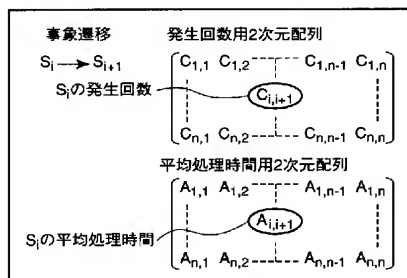 事象遷移
Si → Si+1
発生回数用2次元配列
C1,1 C1,2 C1,n-1 C1,n
Siの発生回数
Ci,i+1
Cn,1 Cn,2 Cn,n-1 Cn,n
平均処理時間用2次元配列
A1,1 A1,2 A1,n-1 A1,n
Ai,i+1
Siの平均処理時間
An,1 An,2 An,n-1 An,n